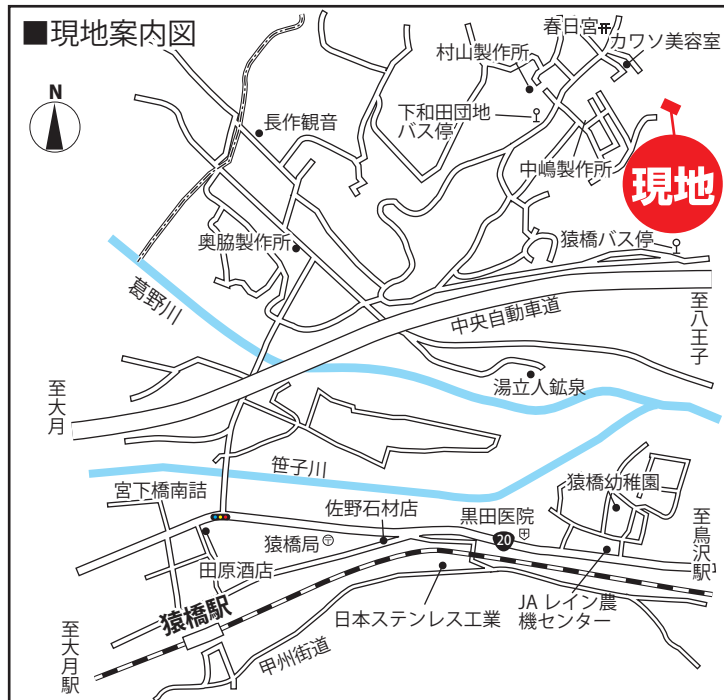 ■現地案内図
N
春日宮
カワソ美容室
村山製作所
長作観音
下和田団地
バス停
中嶋製作所
現地
奥脇製作所
猿橋バス停
葛野川
中央自動車道
至八王子
至大月
湯立人鉱泉
笹子川
宮下橋南詰
佐野石材店
黒田医院
猿橋幼稚園
至鳥沢駅
猿橋局
20
田原酒店
猿橋駅
日本ステンレス工業
JA レイン農
機センター
至大月駅
甲州街道